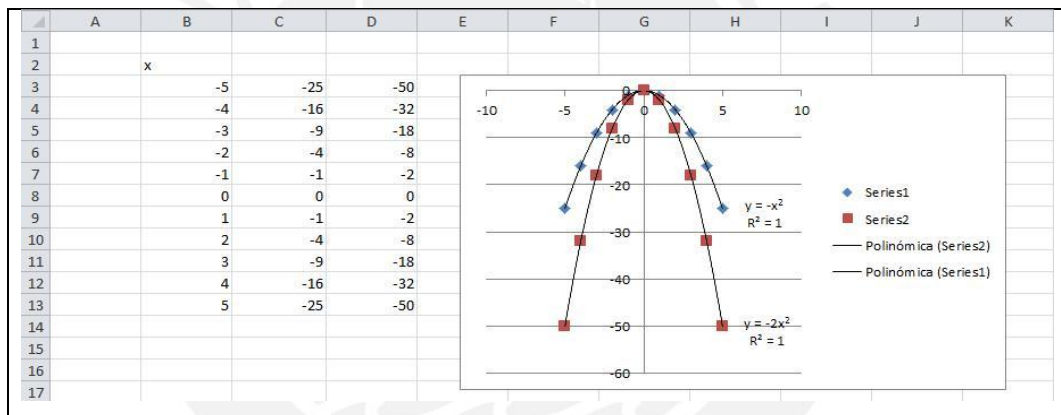 A B C D E F G H I J K
1
2 x
3 -5 -25 -50
4 -4 -16 -32
5 -3 -9 -18
6 -2 -4 -8
7 -1 -1 -2
8 0 0 0
9 1 -1 -2
10 2 -4 -8
11 3 -9 -18
12 4 -16 -32
13 5 -25 -50
14
15
16
17
0
-10 -5 0 5 10
-10
-20
-30
-40
-50
-60
y = -x²
R² = 1
y = -2x²
R² = 1
Series1
Series2
Polinómica (Series2)
Polinómica (Series1)